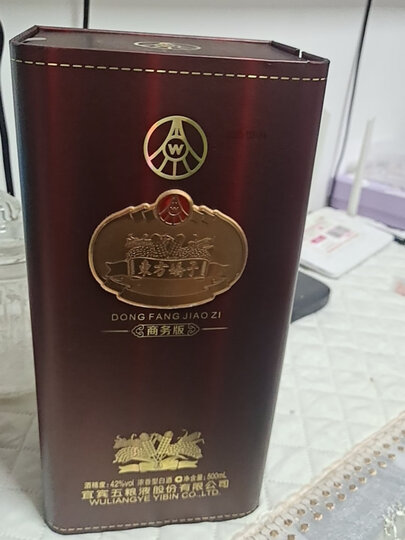 W
東方嬌子
DONG FANG JIAO ZI
商务版
酒精度:42%vol 浓香型白酒 净含量:500mL
宜宾五粮液股份有限公司
WULIANGYE YIBIN CO.,LTD.